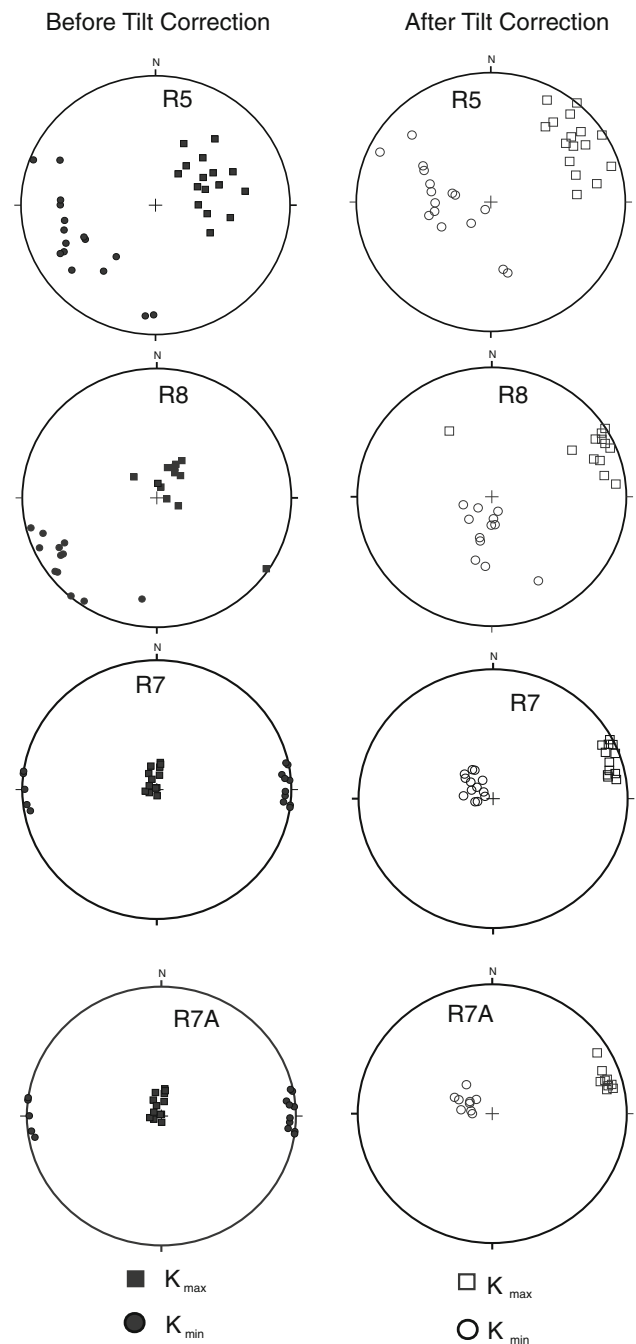 Before Tilt Correction
After Tilt Correction
N
R5
N
R5
N
R8
N
R8
N
R7
N
R7
N
R7A
N
R7A
K max
K max
K min
K min